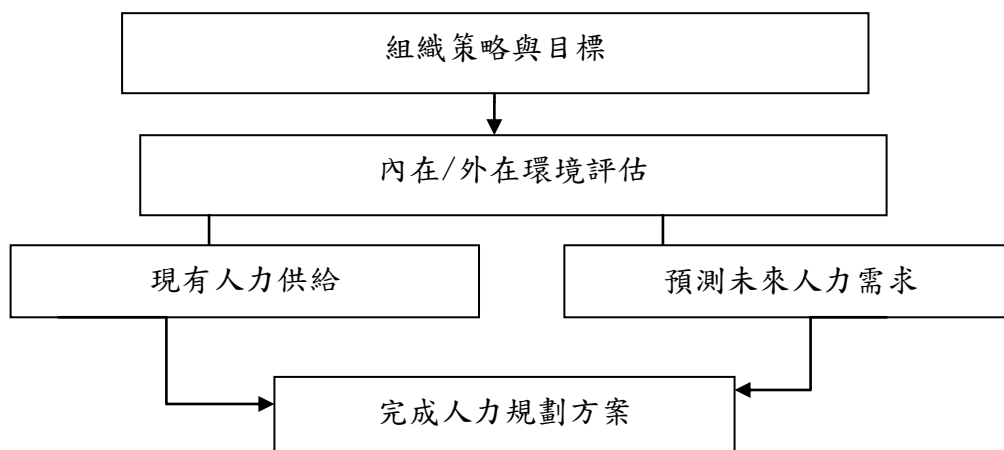 組織策略與目標
內在/外在環境評估
現有人力供給
預測未來人力需求
完成人力規劃方案